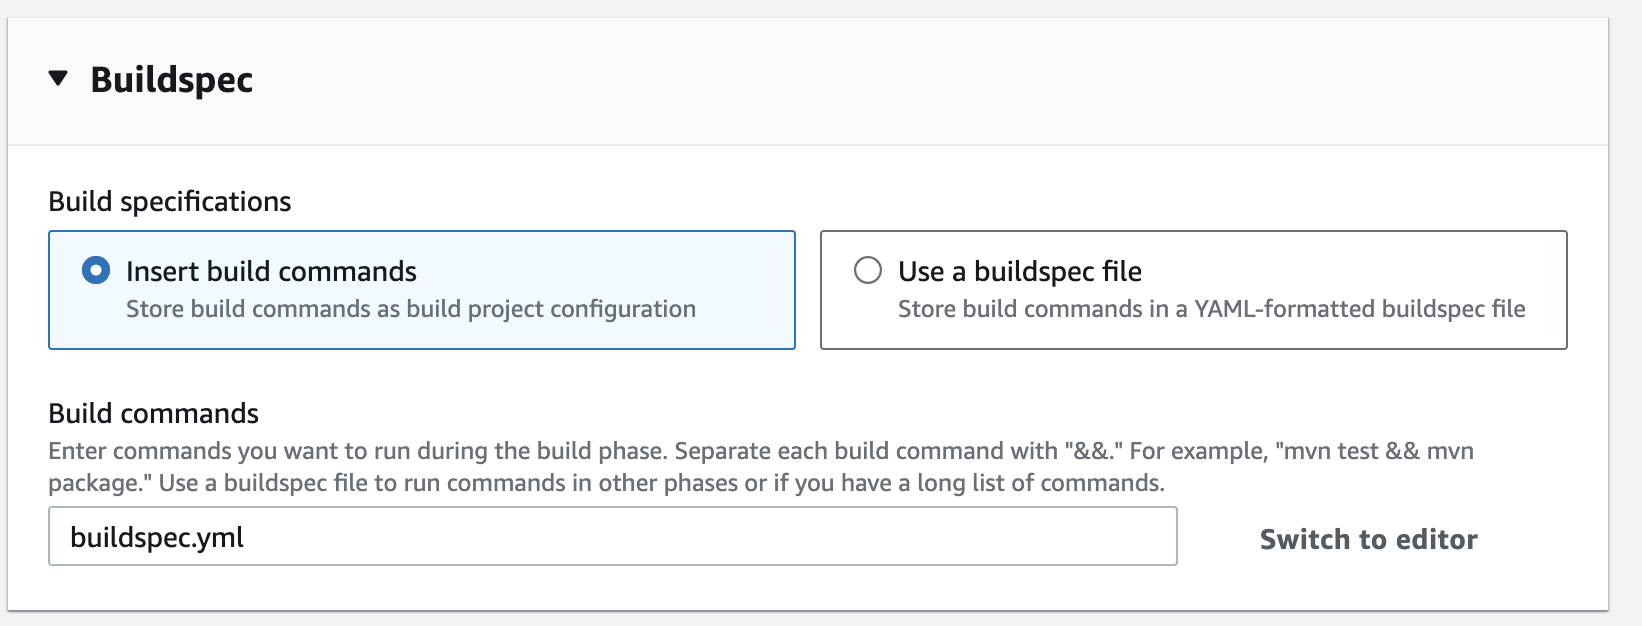 Buildspec
Build specifications
Insert build commands
Store build commands as build project configuration
Use a buildspec file
Store build commands in a YAML-formatted buildspec file
Build commands
Enter commands you want to run during the build phase. Separate each build command with "&&." For example, "mvn test && mvn
package." Use a buildspec file to run commands in other phases or if you have a long list of commands.
buildspec.yml
Switch to editor